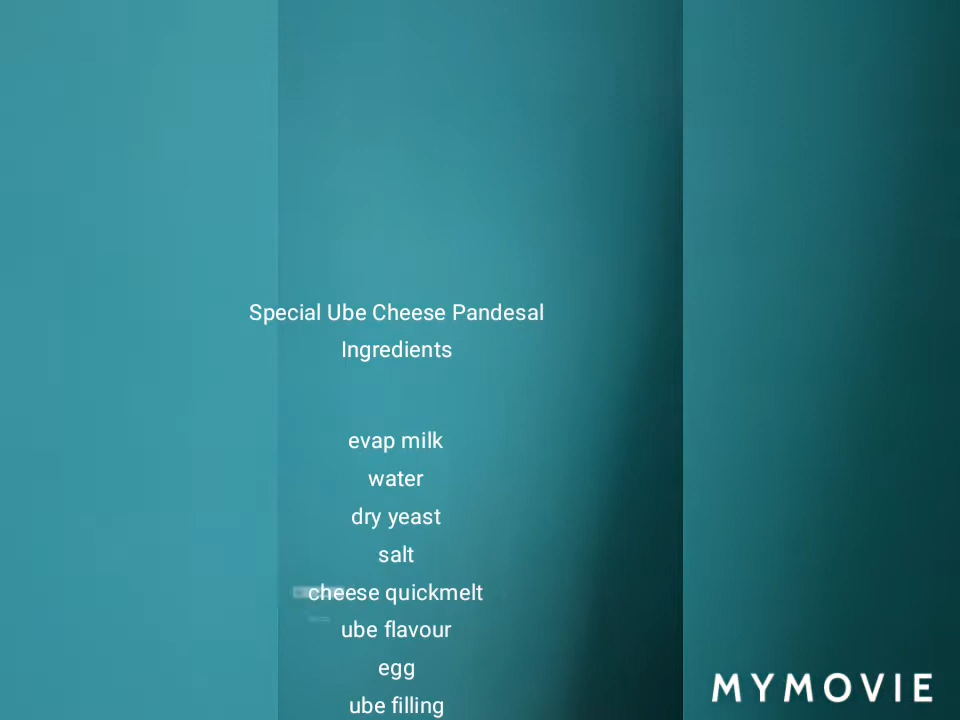 Special Ube Cheese Pandesal
Ingredients
evap milk
water
dry yeast
salt
cheese quickmelt
ube flavour
egg
ube filling
MYMOVIE